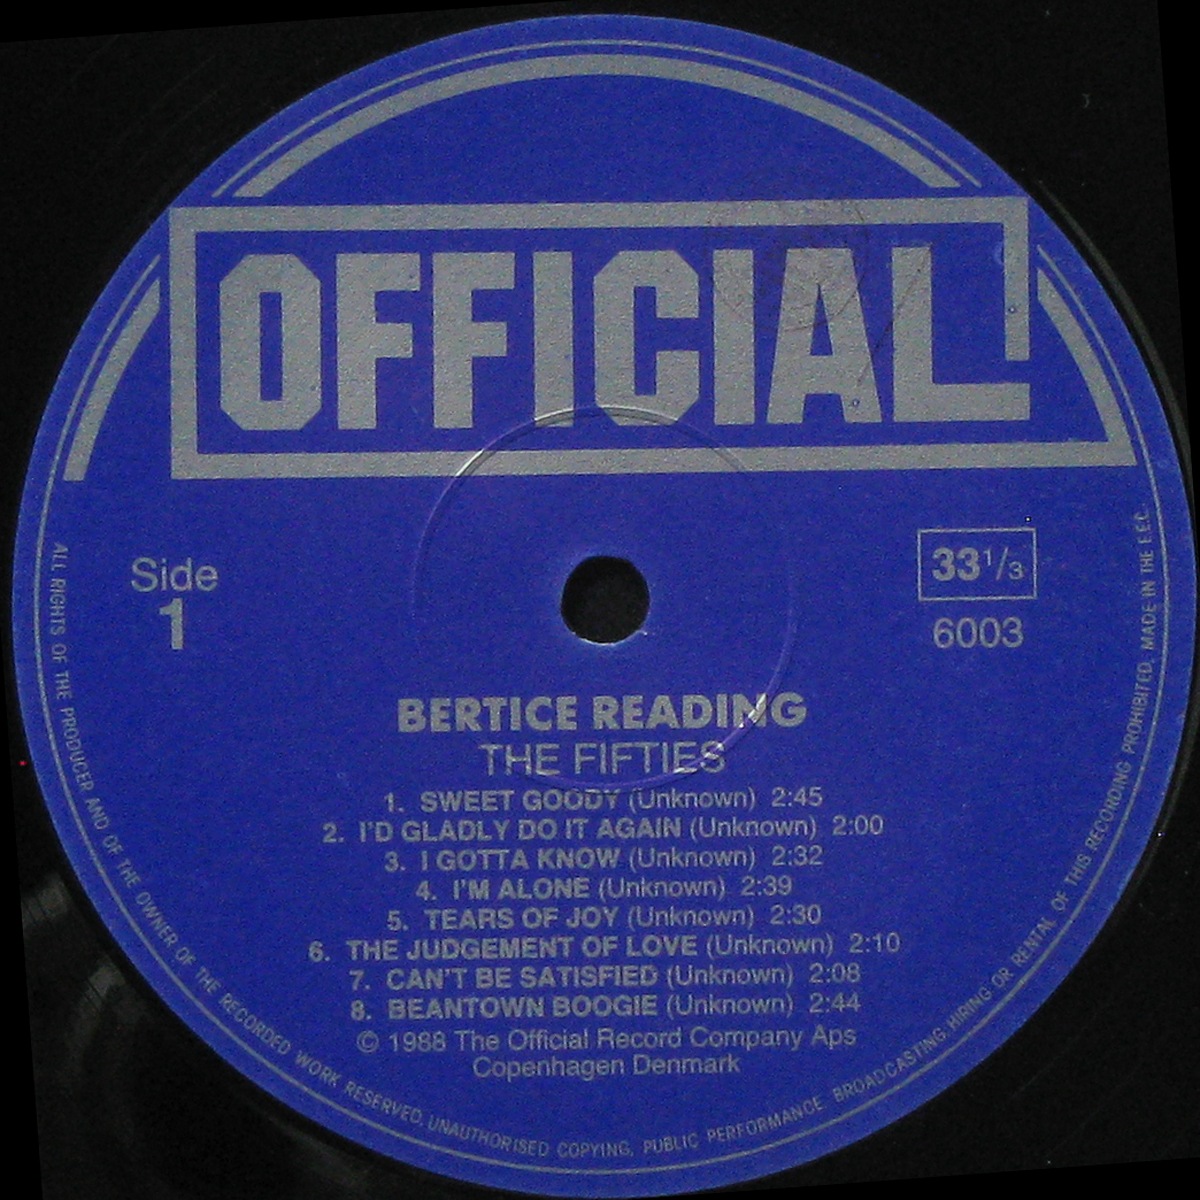 OFFICIAL
Side
1
33 1/3
6003
BERTICE READING
THE FIFTIES
1. SWEET GOODY (Unknown) 2:45
2. I'D GLADLY DO IT AGAIN (Unknown) 2:00
3. I GOTTA KNOW (Unknown) 2:32
4. I'M ALONE (Unknown) 2:39
5. TEARS OF JOY (Unknown) 2:30
6. THE JUDGEMENT OF LOVE (Unknown) 2:10
7. CAN'T BE SATISFIED (Unknown) 2:08
8. BEANTOWN BOOGIE (Unknown) 2:44
© 1988 The Official Record Company Aps
Copenhagen Denmark
ALL RIGHTS OF THE PRODUCER AND OF THE OWNER OF THE RECORDED WORK RESERVED, UNAUTHORISED COPYING, PUBLIC PERFORMANCE BROADCASTING, HIRING OR RENTAL OF THIS RECORDING PROHIBITED, MADE IN THE E.E.C.